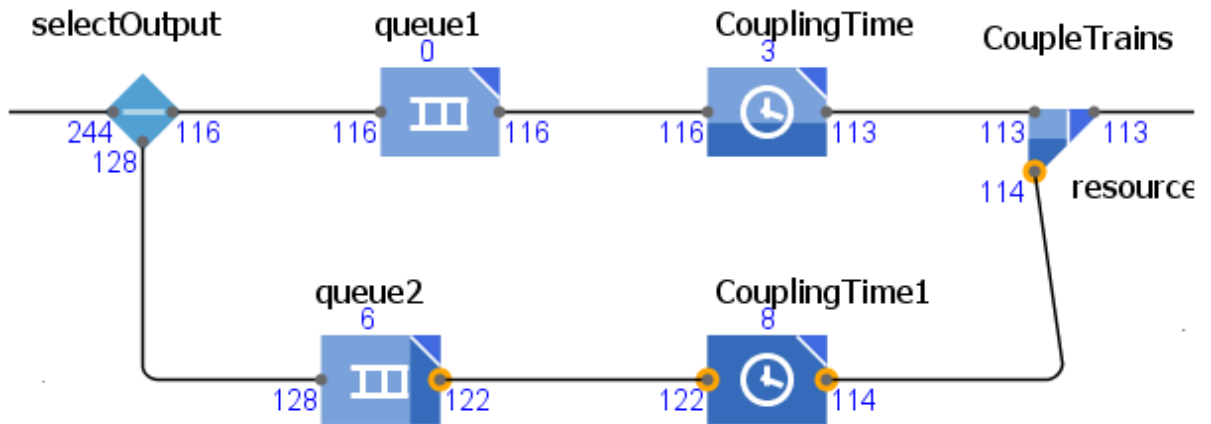 selectOutput queue1 CouplingTime CoupleTrains
0 3
244 116 116 116 116 113 113 113
128
114 resource
queue2 CouplingTime1
6 8
128 122 122 114